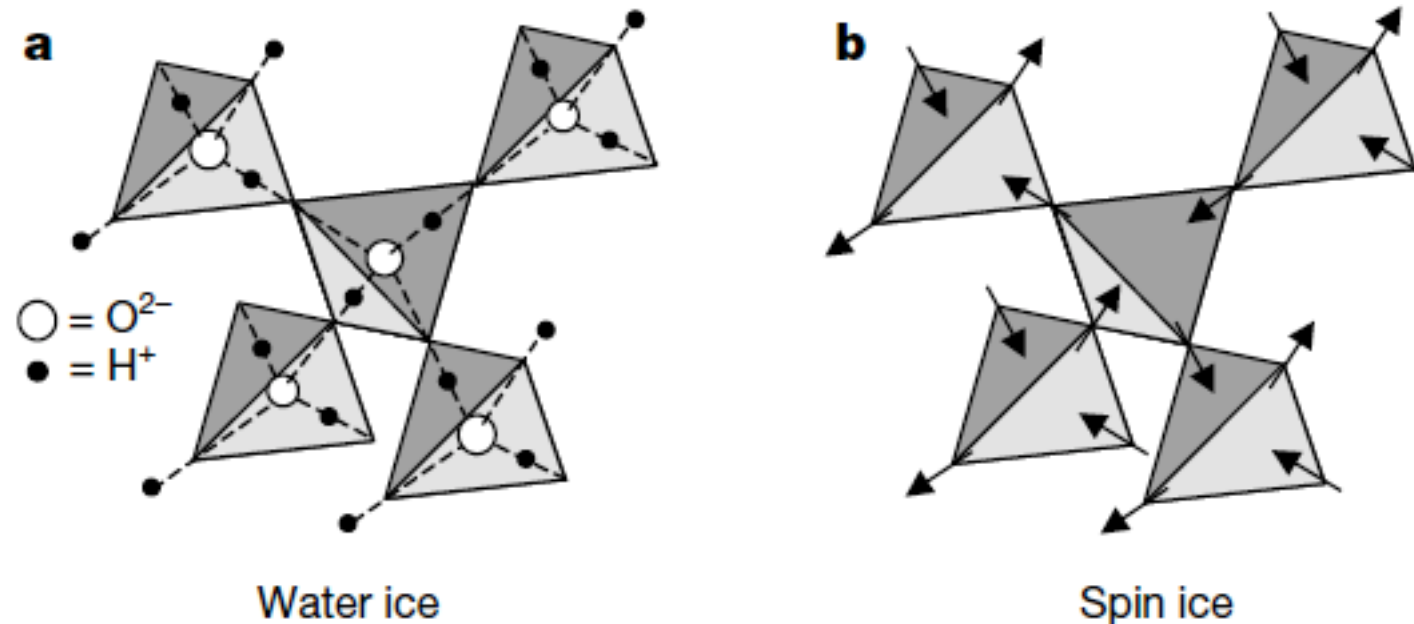 a
b
= O²⁻
= H⁺
Water ice
Spin ice